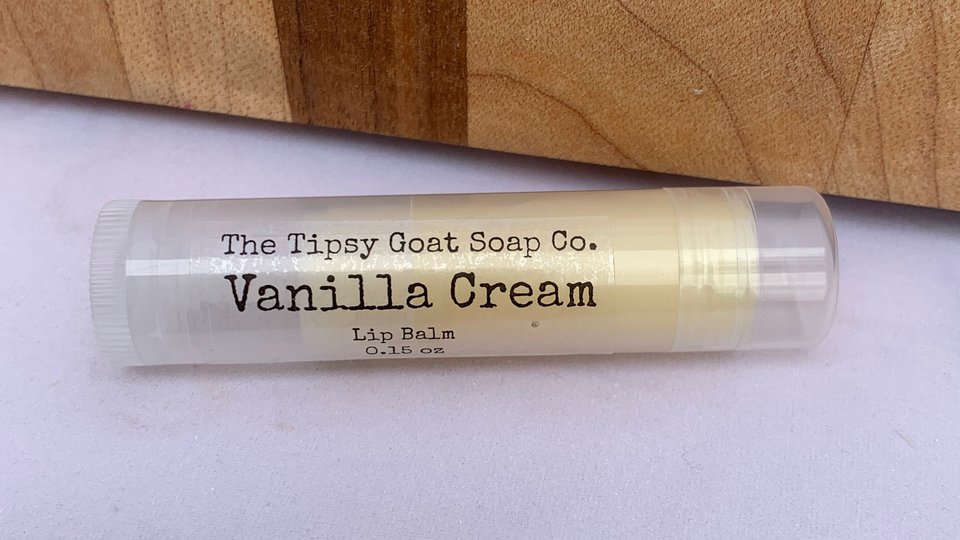 The Tipsy Goat Soap Co.
Vanilla Cream
Lip Balm
0.15 oz